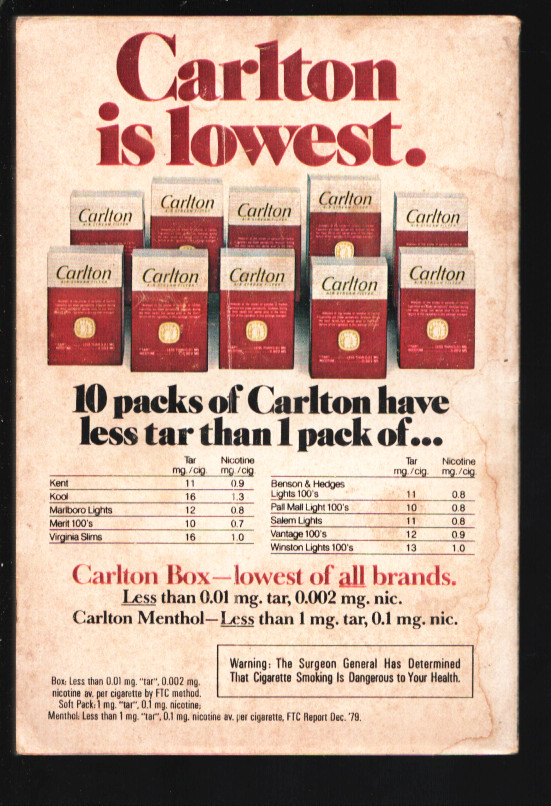 Carlton
is lowest.
Carlton
Carlton
Carlton
Carlton
Carlton
Carlton
Carlton
Carlton
Carlton
Carlton
10 packs of Carlton have
less tar than 1 pack of...
Tar Nicotine
mg./cig. mg./cig.
Kent 11 0.9
Kool 16 1.3
Marlboro Lights 12 0.8
Merit 100's 10 0.7
Virginia Slims 16 1.0
Tar Nicotine
mg./cig. mg./cig.
Benson & Hedges
Lights 100's 11 0.8
Pall Mall Light 100's 10 0.8
Salem Lights 11 0.8
Vantage 100's 12 0.9
Winston Lights 100's 13 1.0
Carlton Box—lowest of all brands.
Less than 0.01 mg. tar, 0.002 mg. nic.
Carlton Menthol—Less than 1 mg. tar, 0.1 mg. nic.
Warning: The Surgeon General Has Determined
That Cigarette Smoking Is Dangerous to Your Health.
Box: Less than 0.01 mg. "tar", 0.002 mg.
nicotine av. per cigarette by FTC method.
Soft Pack: 1 mg. "tar", 0.1 mg. nicotine;
Menthol: Less than 1 mg. "tar", 0.1 mg. nicotine av. per cigarette, FTC Report Dec. '79.